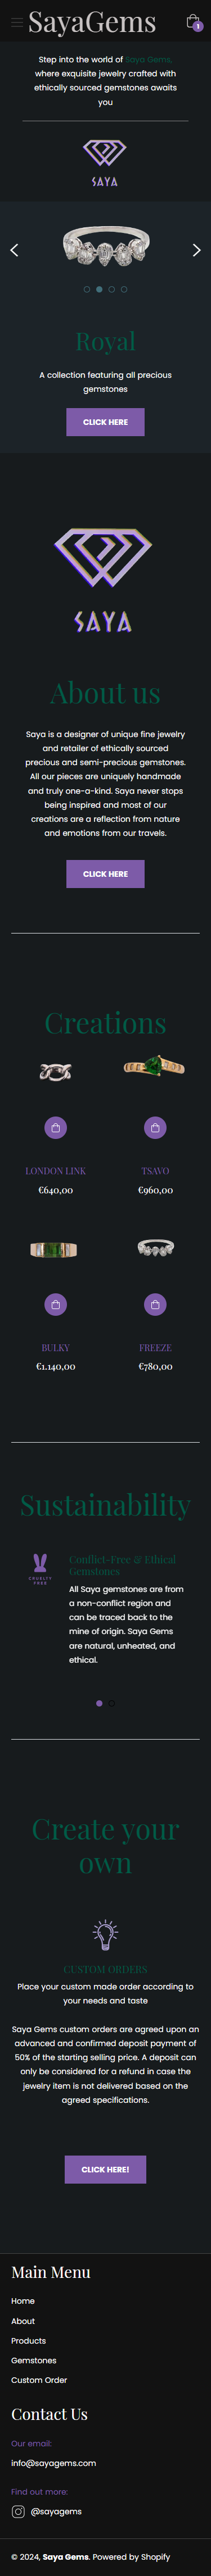 SayaGems
1
Step into the world of Saya Gems,
where exquisite jewelry crafted with
ethically sourced gemstones awaits
you
SAYA
Royal
A collection featuring all precious
gemstones
CLICK HERE
SAYA
About us
Saya is a designer of unique fine jewelry
and retailer of ethically sourced
precious and semi-precious gemstones.
All our pieces are uniquely handmade
and truly one-a-kind. Saya never stops
being inspired and most of our
creations are a reflection from nature
and emotions from our travels.
CLICK HERE
Creations
LONDON LINK
€640,00
TSAVO
€960,00
BULKY
€1.140,00
FREEZE
€780,00
Sustainability
CRUELTY
FREE
Conflict-Free & Ethical
Gemstones
All Saya gemstones are from
a non-conflict region and
can be traced back to the
mine of origin. Saya Gems
are natural, unheated, and
ethical.
Create your
own
CUSTOM ORDERS
Place your custom made order according to
your needs and taste
Saya Gems custom orders are agreed upon an
advanced and confirmed deposit payment of
50% of the starting selling price. A deposit can
only be considered for a refund in case the
jewelry item is not delivered based on the
agreed specifications.
CLICK HERE!
Main Menu
Home
About
Products
Gemstones
Custom Order
Contact Us
Our email:
info@sayagems.com
Find out more:
@sayagems
© 2024, Saya Gems. Powered by Shopify